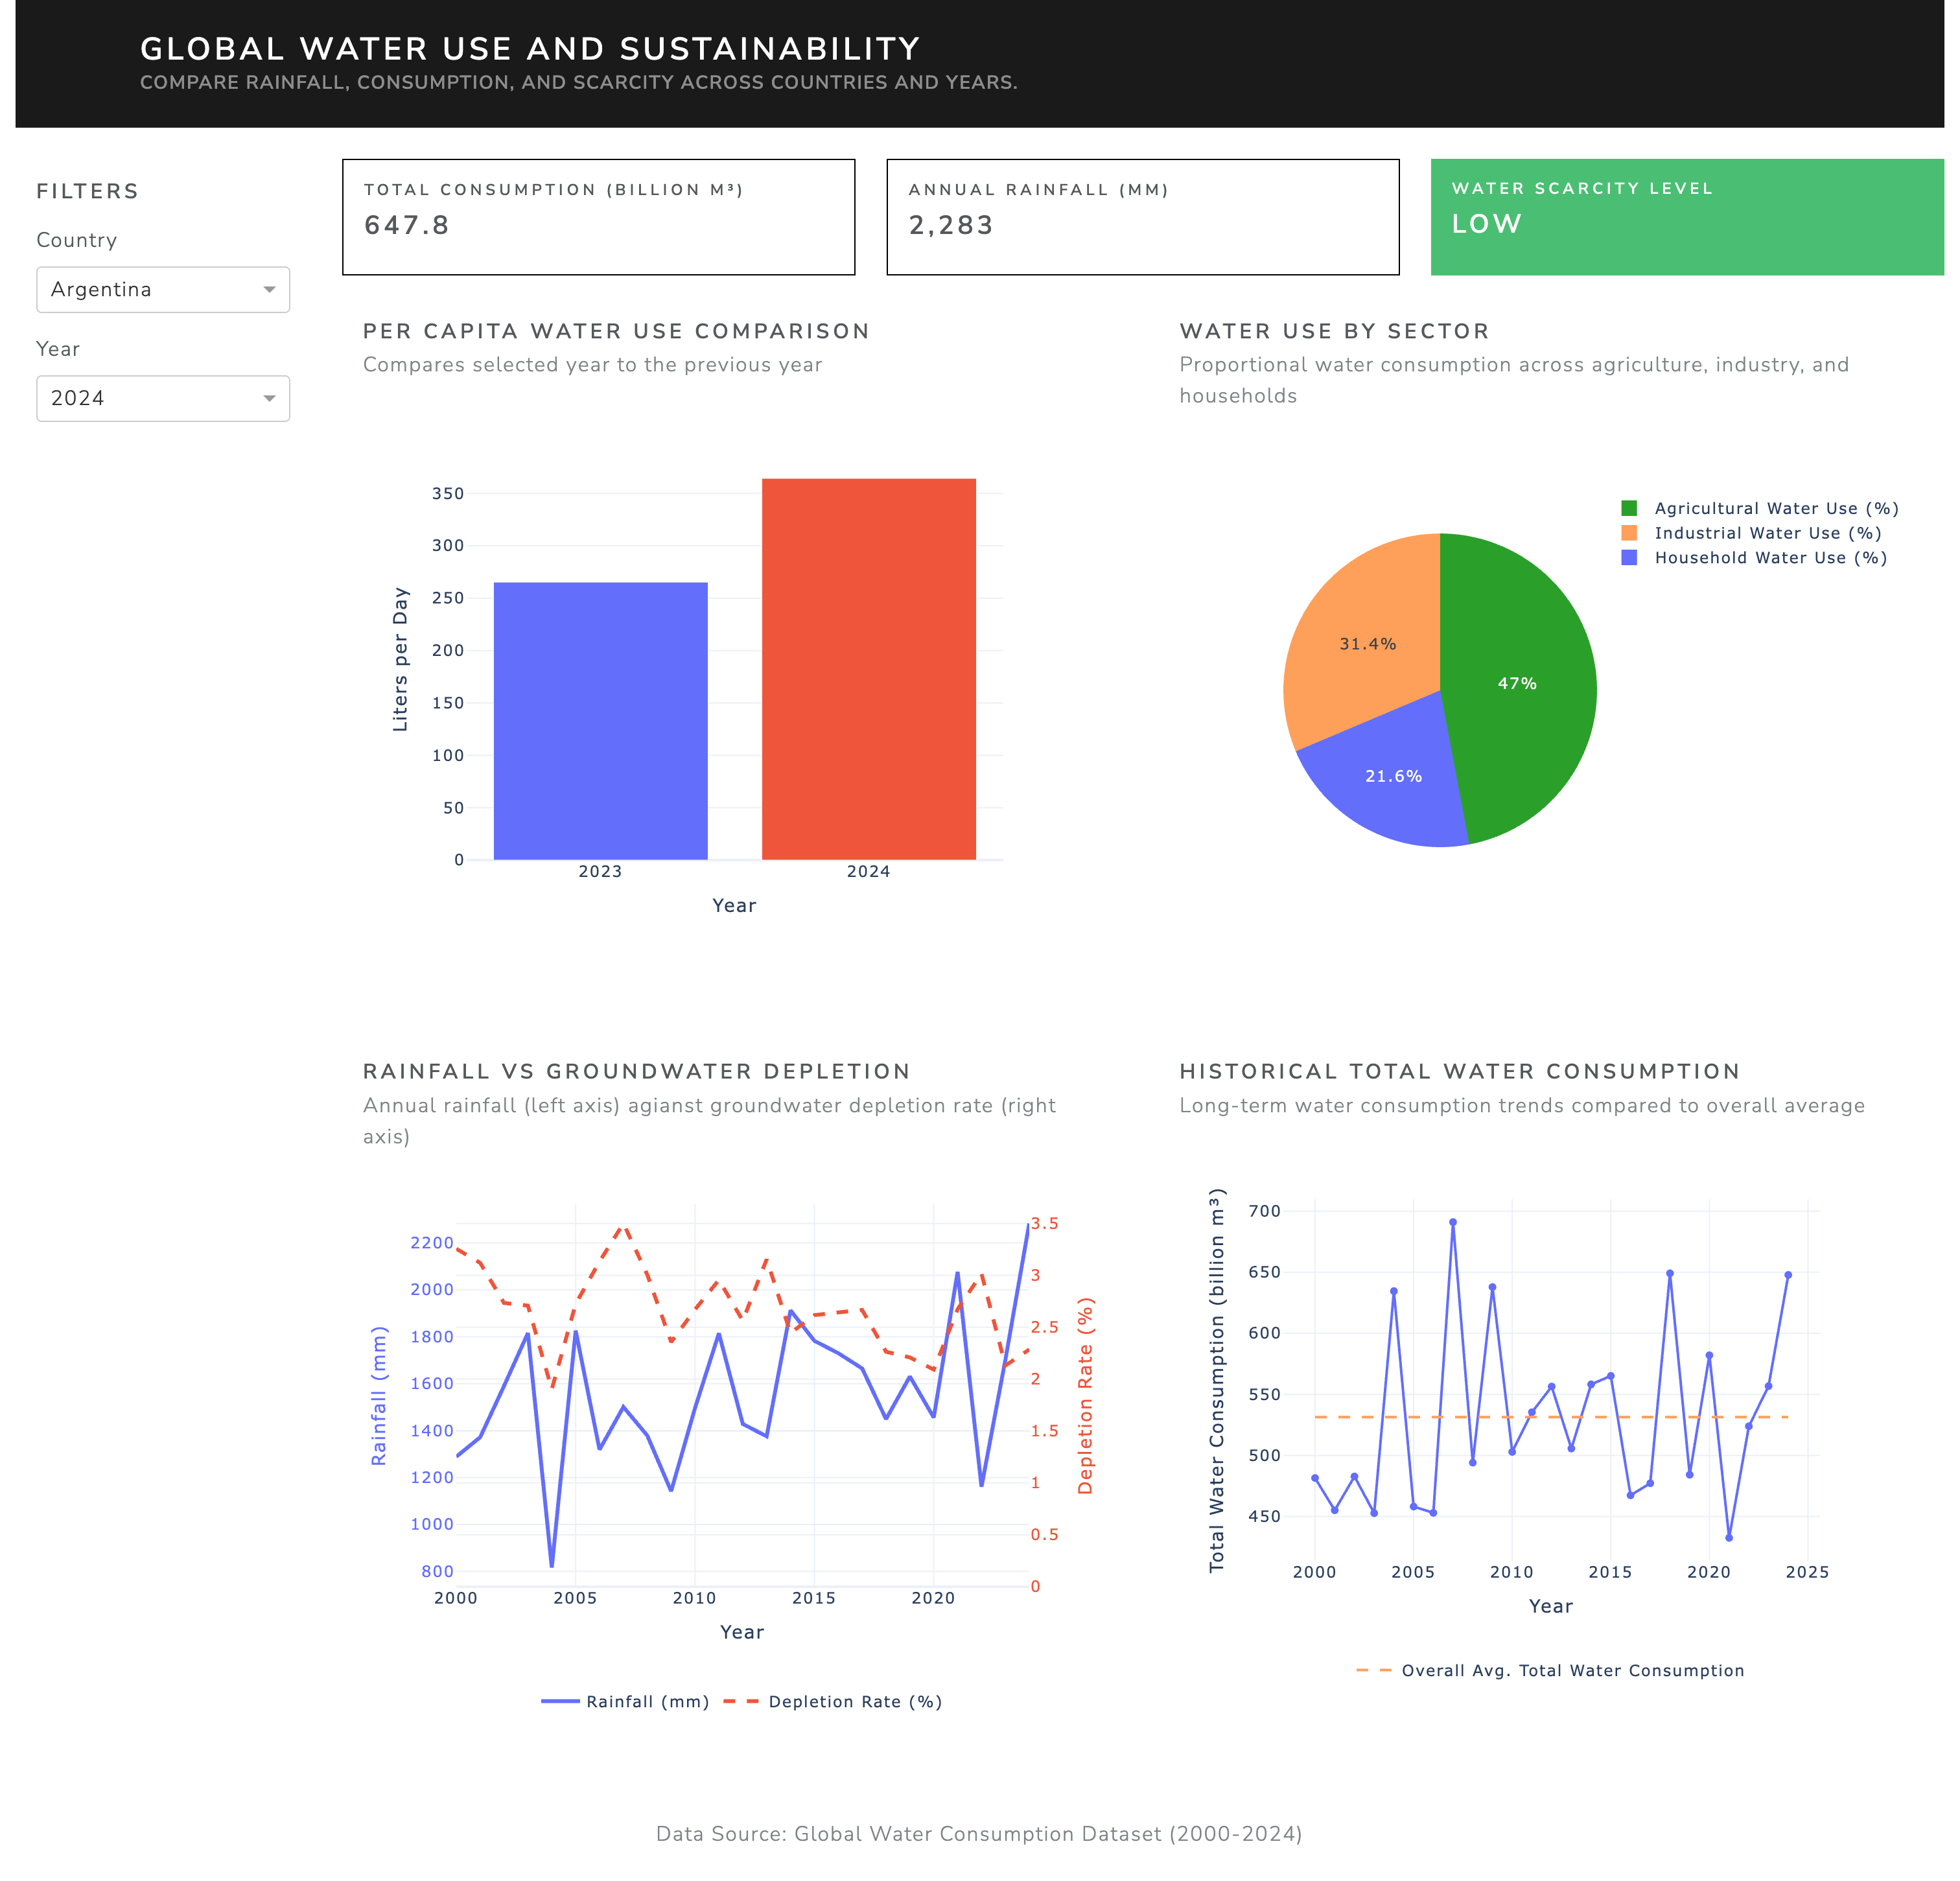 GLOBAL WATER USE AND SUSTAINABILITY
COMPARE RAINFALL, CONSUMPTION, AND SCARCITY ACROSS COUNTRIES AND YEARS.
FILTERS
Country
Argentina
Year
2024
TOTAL CONSUMPTION (BILLION M³)
647.8
ANNUAL RAINFALL (MM)
2,283
WATER SCARCITY LEVEL
LOW
PER CAPITA WATER USE COMPARISON
Compares selected year to the previous year
350
300
250
200
150
100
50
0
Liters per Day
2023
2024
Year
WATER USE BY SECTOR
Proportional water consumption across agriculture, industry, and
households
Agricultural Water Use (%)
Industrial Water Use (%)
Household Water Use (%)
31.4%
47%
21.6%
RAINFALL VS GROUNDWATER DEPLETION
Annual rainfall (left axis) agianst groundwater depletion rate (right
axis)
2200
2000
1800
1600
1400
1200
1000
800
Rainfall (mm)
3.5
3
2.5
2
1.5
1
0.5
0
Depletion Rate (%)
2000
2005
2010
2015
2020
Year
Rainfall (mm)
Depletion Rate (%)
HISTORICAL TOTAL WATER CONSUMPTION
Long-term water consumption trends compared to overall average
700
650
600
550
500
450
Total Water Consumption (billion m³)
2000
2005
2010
2015
2020
2025
Year
Overall Avg. Total Water Consumption
Data Source: Global Water Consumption Dataset (2000-2024)